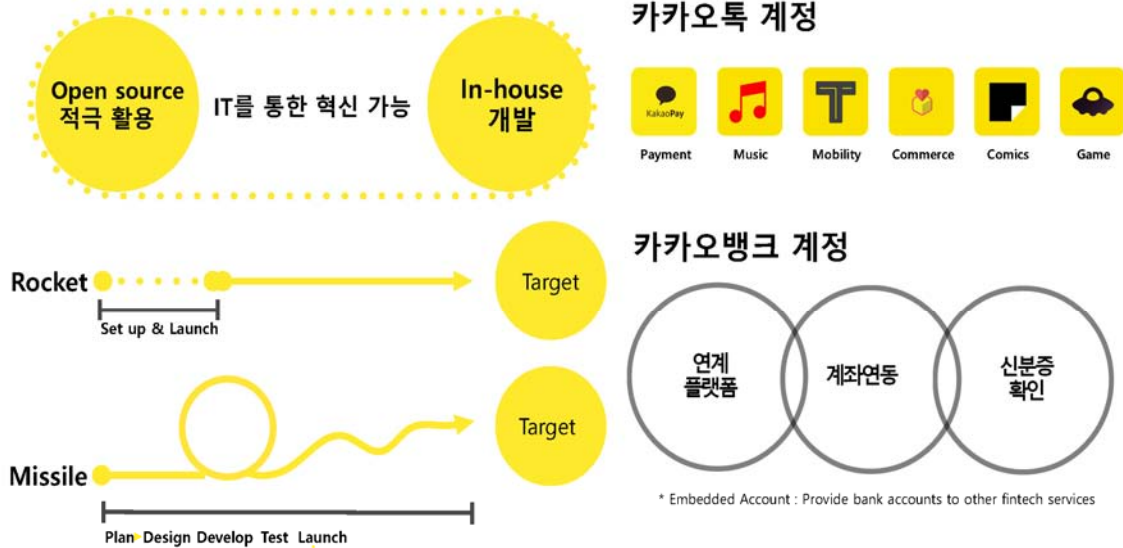 Open source
적극 활용
IT를 통한 혁신 가능
In-house
개발
Rocket
Set up & Launch
Target
Missile
Target
Plan Design Develop Test Launch
카카오톡 계정
KakaoPay
T
Payment
Music
Mobility
Commerce
Comics
Game
카카오뱅크 계정
연계
플랫폼
계좌연동
신분증
확인
* Embedded Account : Provide bank accounts to other fintech services